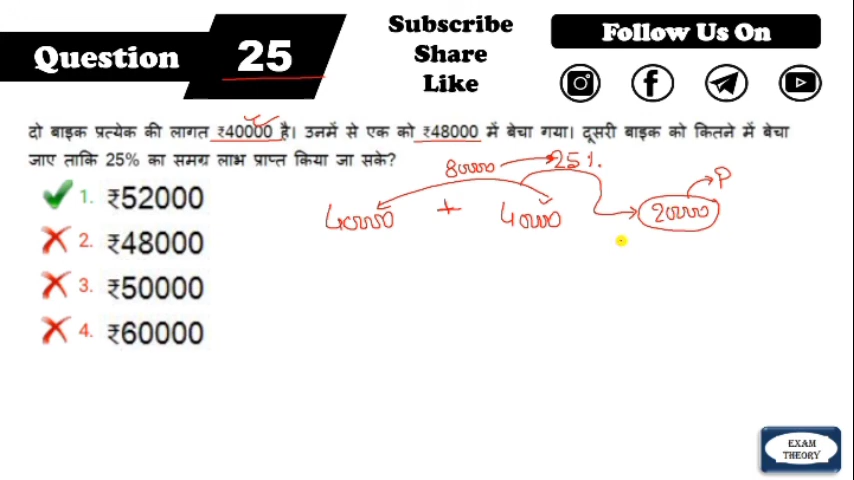 Question 25
Subscribe
Share
Like
Follow Us On
दो बाइक प्रत्येक की लागत ₹40000 है। उनमें से एक को ₹48000 में बेचा गया। दूसरी बाइक को कितने में बेचा
जाए ताकि 25% का समग्र लाभ प्राप्त किया जा सके?
80000 25%.
40000 + 40000 20000 P
1. ₹52000
2. ₹48000
3. ₹50000
4. ₹60000
EXAM
THEORY